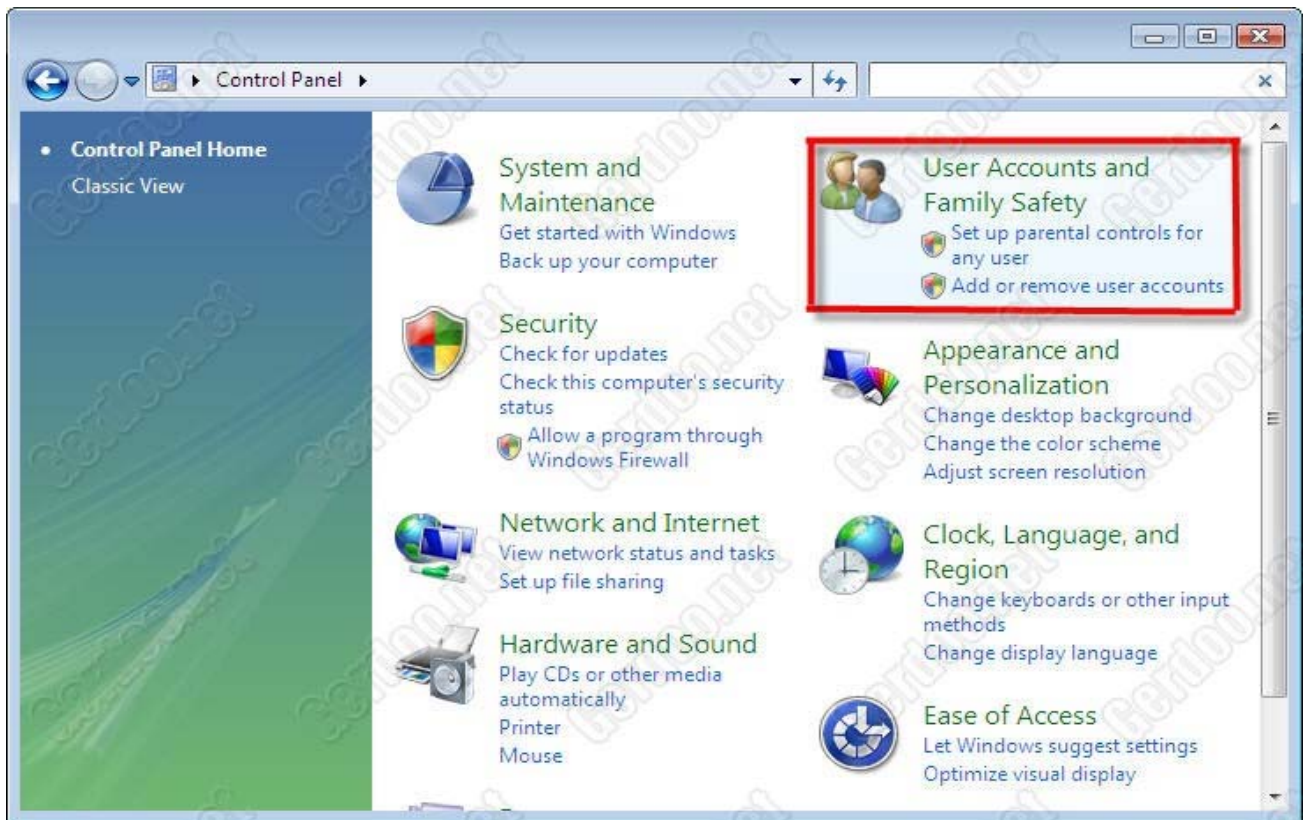 Control Panel
Control Panel Home
Classic View
System and
Maintenance
Get started with Windows
Back up your computer
Security
Check for updates
Check this computer's security
status
Allow a program through
Windows Firewall
Network and Internet
View network status and tasks
Set up file sharing
Hardware and Sound
Play CDs or other media
automatically
Printer
Mouse
User Accounts and
Family Safety
Set up parental controls for
any user
Add or remove user accounts
Appearance and
Personalization
Change desktop background
Change the color scheme
Adjust screen resolution
Clock, Language, and
Region
Change keyboards or other input
methods
Change display language
Ease of Access
Let Windows suggest settings
Optimize visual display
Gerdoo.net